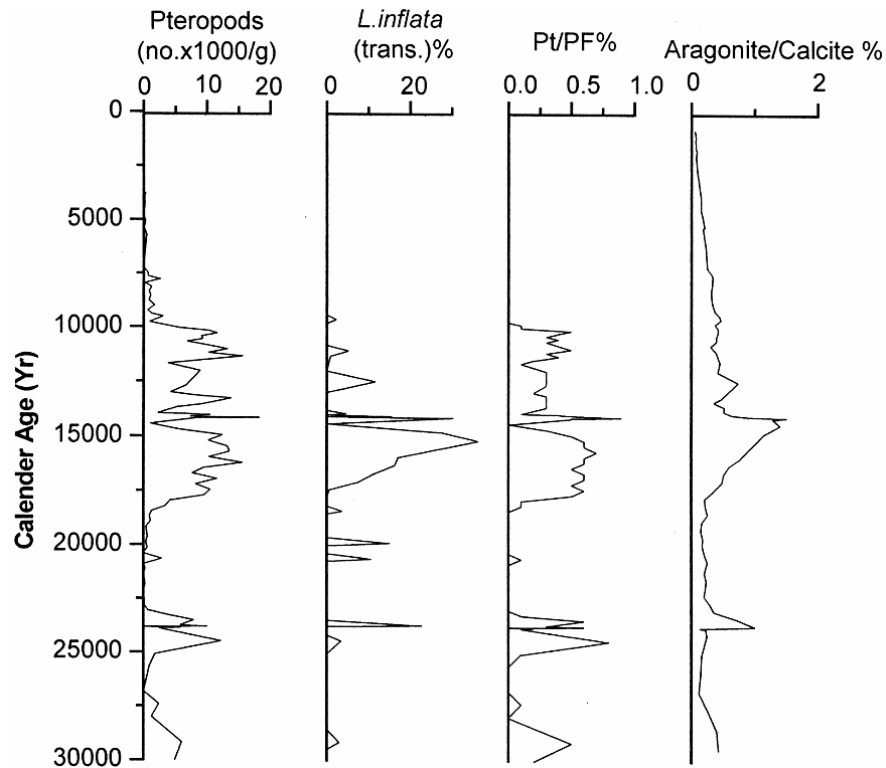 Pteropods
(no.x1000/g)
L.inflata
(trans.)%
Pt/PF%
Aragonite/Calcite %
0 10 20
0 20
0.0 0.5 1.0
0 2
0
5000
10000
15000
20000
25000
30000
Calender Age (Yr)